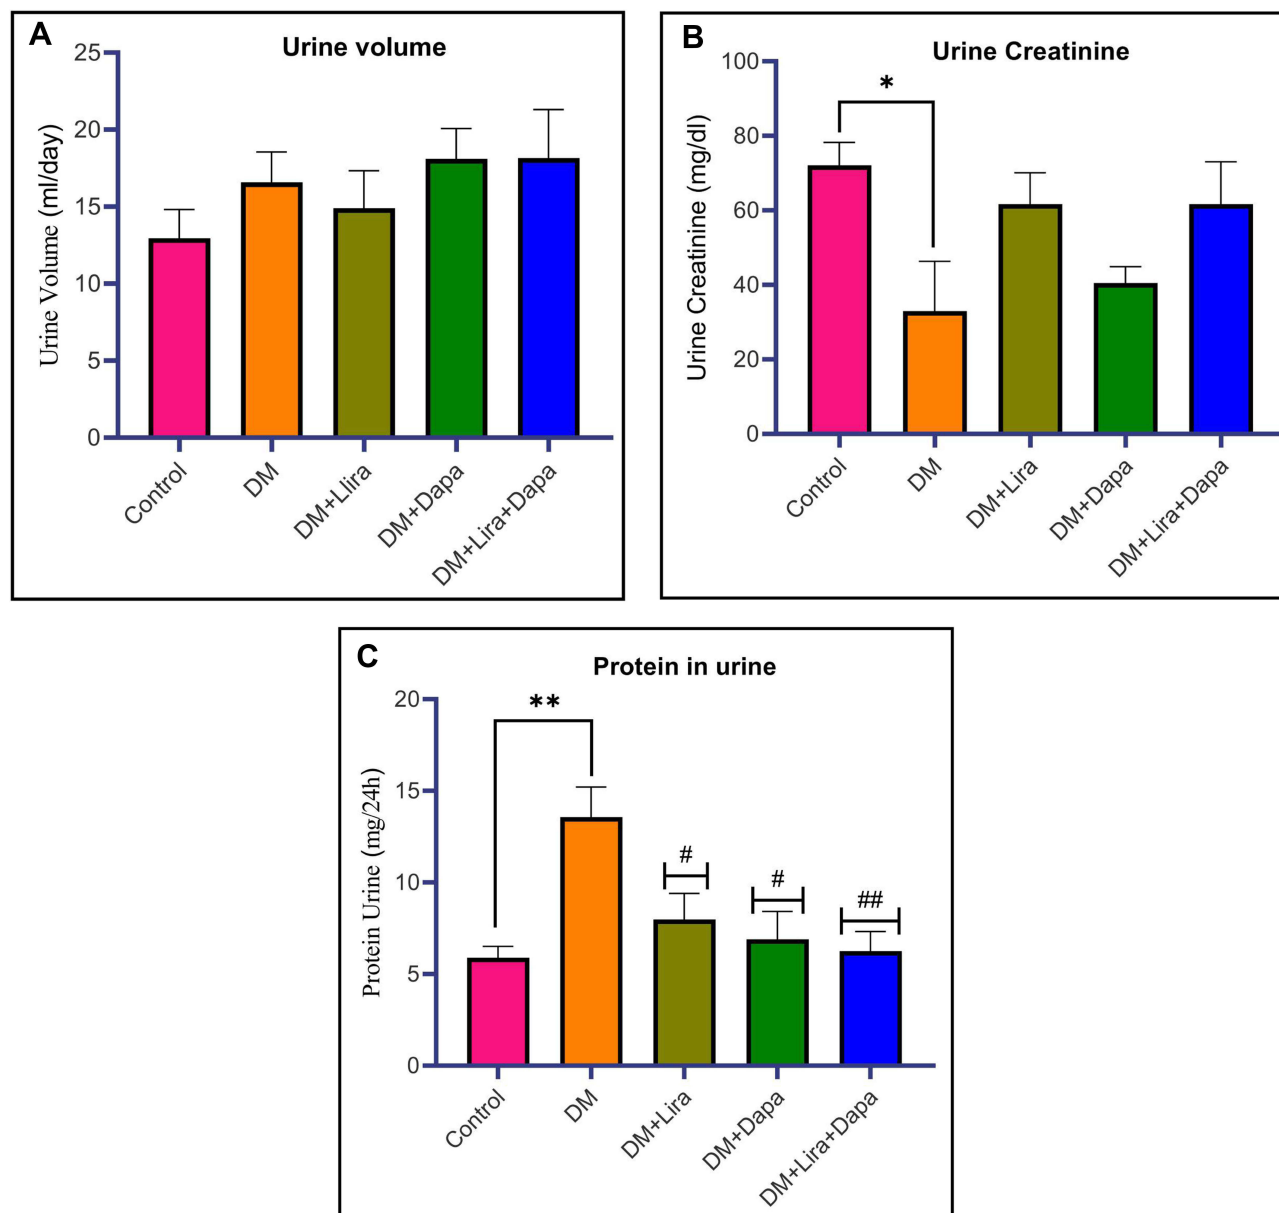 A
Urine volume
Urine Volume (ml/day)
25
20
15
10
5
0
Control
DM
DM+Llira
DM+Dapa
DM+Lira+Dapa
B
Urine Creatinine
Urine Creatinine (mg/dl)
100
80
60
40
20
0
*
Control
DM
DM+Lira
DM+Dapa
DM+Lira+Dapa
C
Protein in urine
Protein Urine (mg/24h)
20
15
10
5
0
**
#
#
##
Control
DM
DM+Lira
DM+Dapa
DM+Lira+Dapa